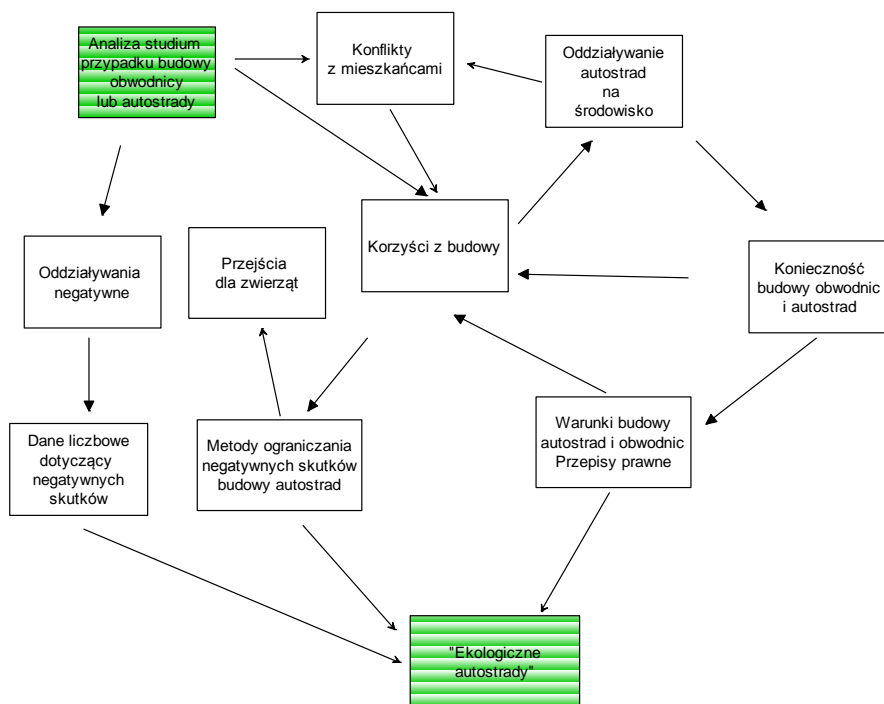 Analiza studium
przypadku budowy
obwodnicy
lub autostrady
Konflikty
z mieszkańcami
Oddziaływanie
autostrad
na
środowisko
Oddziaływania
negatywne
Przejścia
dla zwierząt
Korzyści z budowy
Konieczność
budowy obwodnic
i autostrad
Dane liczbowe
dotyczący
negatywnych
skutków
Metody ograniczania
negatywnych skutków
budowy autostrad
Warunki budowy
autostrad i obwodnic
Przepisy prawne
"Ekologiczne
autostrady"